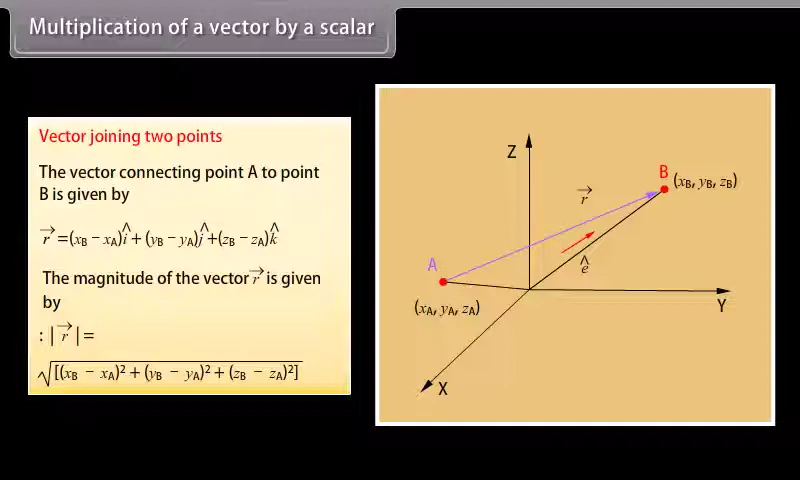 Multiplication of a vector by a scalar
Vector joining two points
The vector connecting point A to point
B is given by
r⃗ =(x_B − x_A)î + (y_B − y_A)ĵ +(z_B − z_A)k̂
The magnitude of the vector r⃗ is given
by
: | r⃗ | =
√[(x_B − x_A)² + (y_B − y_A)² + (z_B − z_A)²]
Z
B (x_B, y_B, z_B)
r⃗
A
ê
(x_A, y_A, z_A)
Y
X